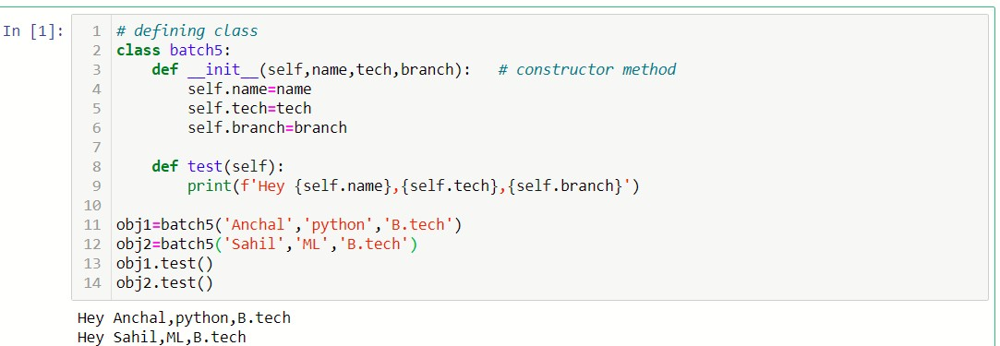 In [1]:
1 # defining class
2 class batch5:
3     def __init__(self,name,tech,branch):   # constructor method
4         self.name=name
5         self.tech=tech
6         self.branch=branch
7
8     def test(self):
9         print(f'Hey {self.name},{self.tech},{self.branch}')
10
11 obj1=batch5('Anchal','python','B.tech')
12 obj2=batch5('Sahil','ML','B.tech')
13 obj1.test()
14 obj2.test()
Hey Anchal,python,B.tech
Hey Sahil,ML,B.tech